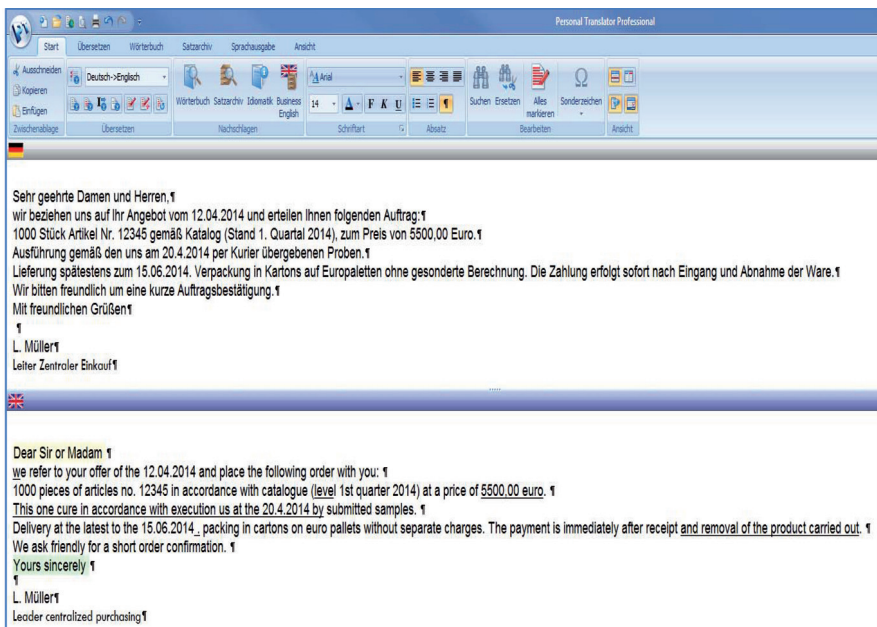 Personal Translator Professional
Start Übersetzen Wörterbuch Satzarchiv Sprachausgabe Ansicht
Ausschneiden
Kopieren
Einfügen
Zwischenablage
Deutsch->Englisch
Übersetzen
Wörterbuch Satzarchiv Idiomatik Business English
Nachschlagen
Arial
14 A F K U
Schriftart
Absatz
Suchen Ersetzen Alles markieren Sonderzeichen
Bearbeiten
Ansicht
Sehr geehrte Damen und Herren,¶
wir beziehen uns auf Ihr Angebot vom 12.04.2014 und erteilen Ihnen folgenden Auftrag:¶
1000 Stück Artikel Nr. 12345 gemäß Katalog (Stand 1. Quartal 2014), zum Preis von 5500,00 Euro.¶
Ausführung gemäß den uns am 20.4.2014 per Kurier übergebenen Proben.¶
Lieferung spätestens zum 15.06.2014. Verpackung in Kartons auf Europaletten ohne gesonderte Berechnung. Die Zahlung erfolgt sofort nach Eingang und Abnahme der Ware.¶
Wir bitten freundlich um eine kurze Auftragsbestätigung.¶
Mit freundlichen Grüßen¶
¶
L. Müller¶
Leiter Zentraler Einkauf¶
Dear Sir or Madam ¶
we refer to your offer of the 12.04.2014 and place the following order with you: ¶
1000 pieces of articles no. 12345 in accordance with catalogue (level 1st quarter 2014) at a price of 5500,00 euro. ¶
This one cure in accordance with execution us at the 20.4.2014 by submitted samples. ¶
Delivery at the latest to the 15.06.2014 , packing in cartons on euro pallets without separate charges. The payment is immediately after receipt and removal of the product carried out. ¶
We ask friendly for a short order confirmation. ¶
Yours sincerely ¶
¶
L. Müller¶
Leader centralized purchasing¶